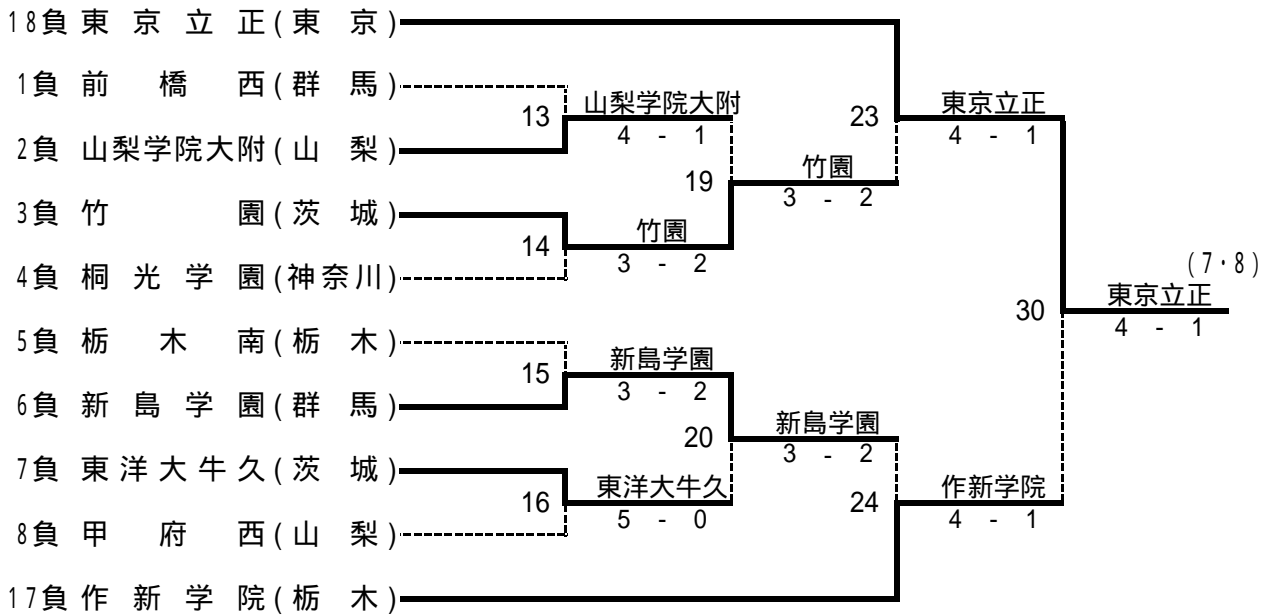 18負 東京立正(東京)
1負 前橋西(群馬)
13
山梨学院大附
4 - 1
23
東京立正
4 - 1
2負 山梨学院大附(山梨)
19
竹園
3 - 2
3負 竹園(茨城)
14
竹園
3 - 2
4負 桐光学園(神奈川)
(7・8)
30
東京立正
4 - 1
5負 栃木南(栃木)
15
新島学園
3 - 2
6負 新島学園(群馬)
20
新島学園
3 - 2
7負 東洋大牛久(茨城)
16
東洋大牛久
5 - 0
24
作新学院
4 - 1
8負 甲府西(山梨)
17負 作新学院(栃木)